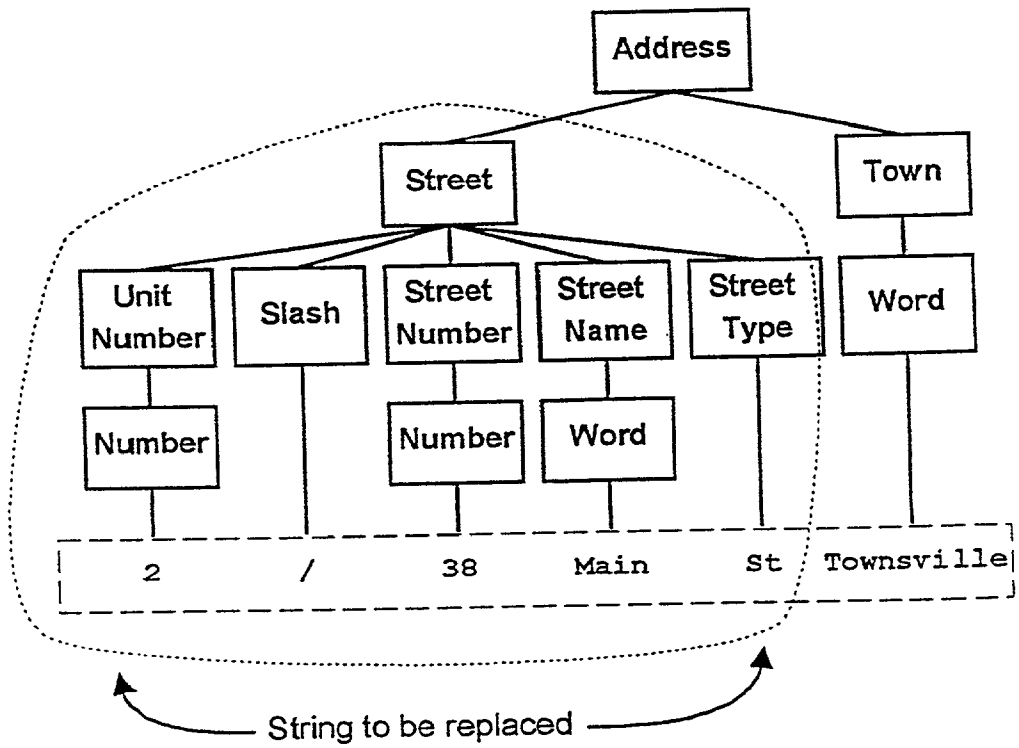 Address
Street
Town
Unit
Number
Slash
Street
Number
Street
Name
Street
Type
Word
Number
Number
Word
2 / 38 Main St Townsville
String to be replaced